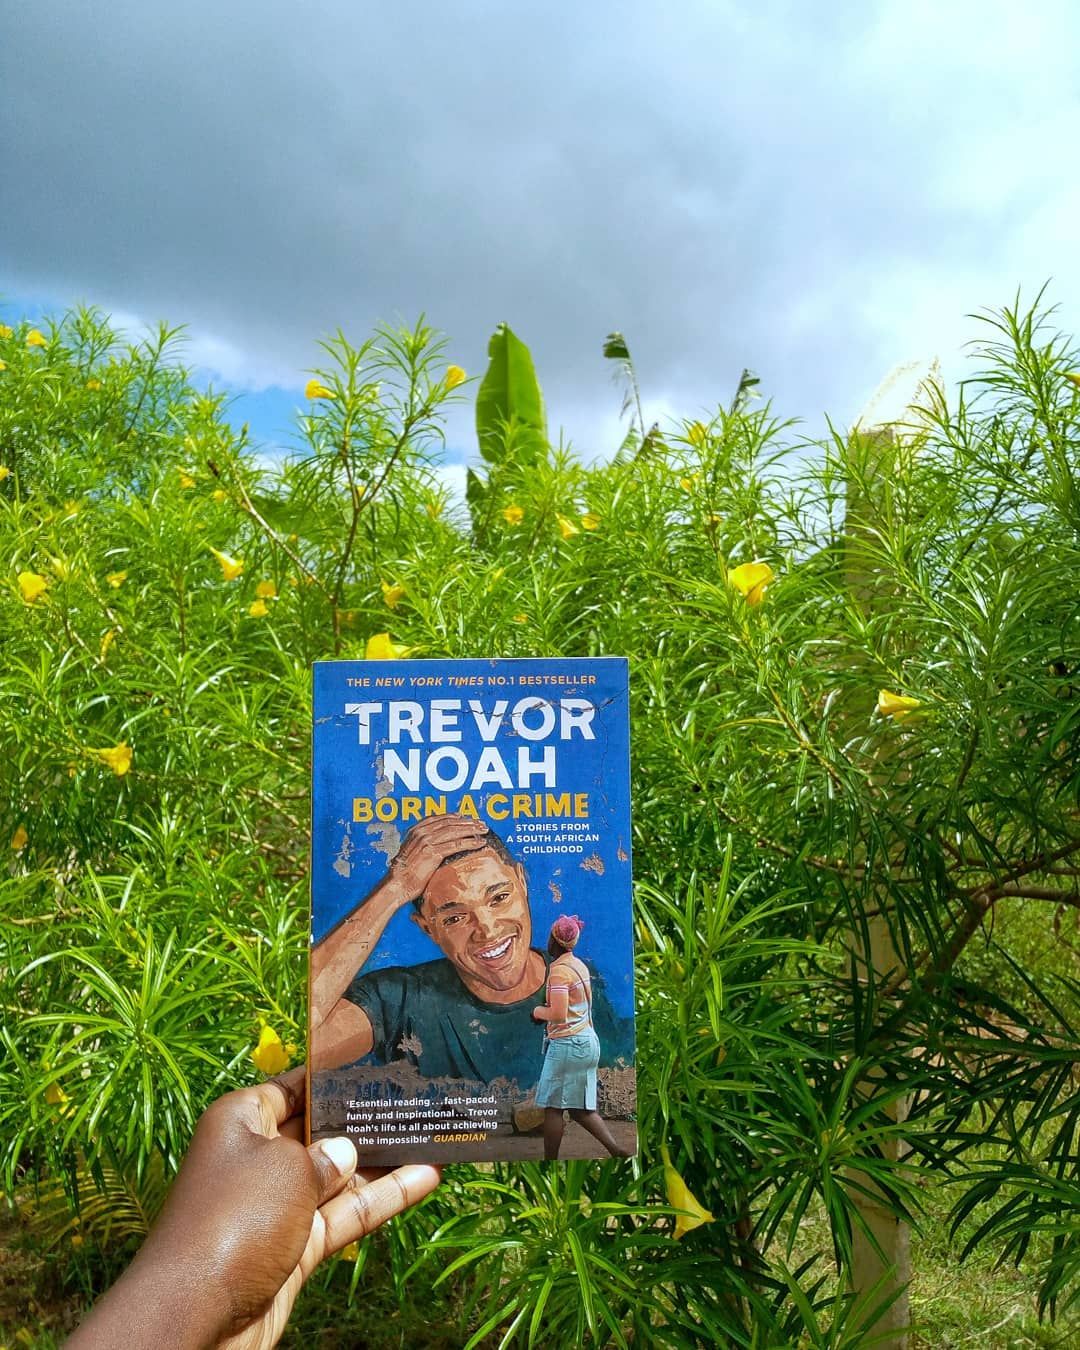 THE NEW YORK TIMES NO.1 BESTSELLER
TREVOR
NOAH
BORN A CRIME
STORIES FROM
A SOUTH AFRICAN
CHILDHOOD
‘Essential reading...fast-paced,
funny and inspirational...Trevor
Noah's life is all about achieving
the impossible’ GUARDIAN